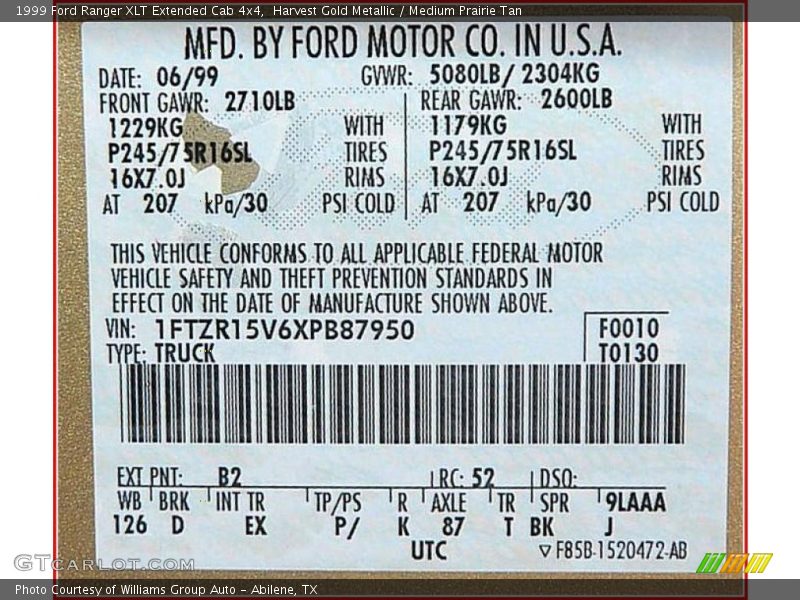 1999 Ford Ranger XLT Extended Cab 4x4, Harvest Gold Metallic / Medium Prairie Tan
MFD. BY FORD MOTOR CO. IN U.S.A.
DATE: 06/99 GVWR: 5080LB/ 2304KG
FRONT GAWR: 2710LB REAR GAWR: 2600LB
1229KG WITH 1179KG WITH
P245/75R16SL TIRES P245/75R16SL TIRES
16X7.0J RIMS 16X7.0J RIMS
AT 207 kPa/30 PSI COLD AT 207 kPa/30 PSI COLD
THIS VEHICLE CONFORMS TO ALL APPLICABLE FEDERAL MOTOR
VEHICLE SAFETY AND THEFT PREVENTION STANDARDS IN
EFFECT ON THE DATE OF MANUFACTURE SHOWN ABOVE.
VIN: 1FTZR15V6XPB87950 F0010
TYPE: TRUCK T0130
EXT PNT: B2 RC: 52 DSO:
WB BRK INT TR TP/PS R AXLE TR SPR 9LAAA
126 D EX P/ K 87 T BK J
UTC ▽F85B-1520472-AB
GTCARLOT.COM
Photo Courtesy of Williams Group Auto – Abilene, TX